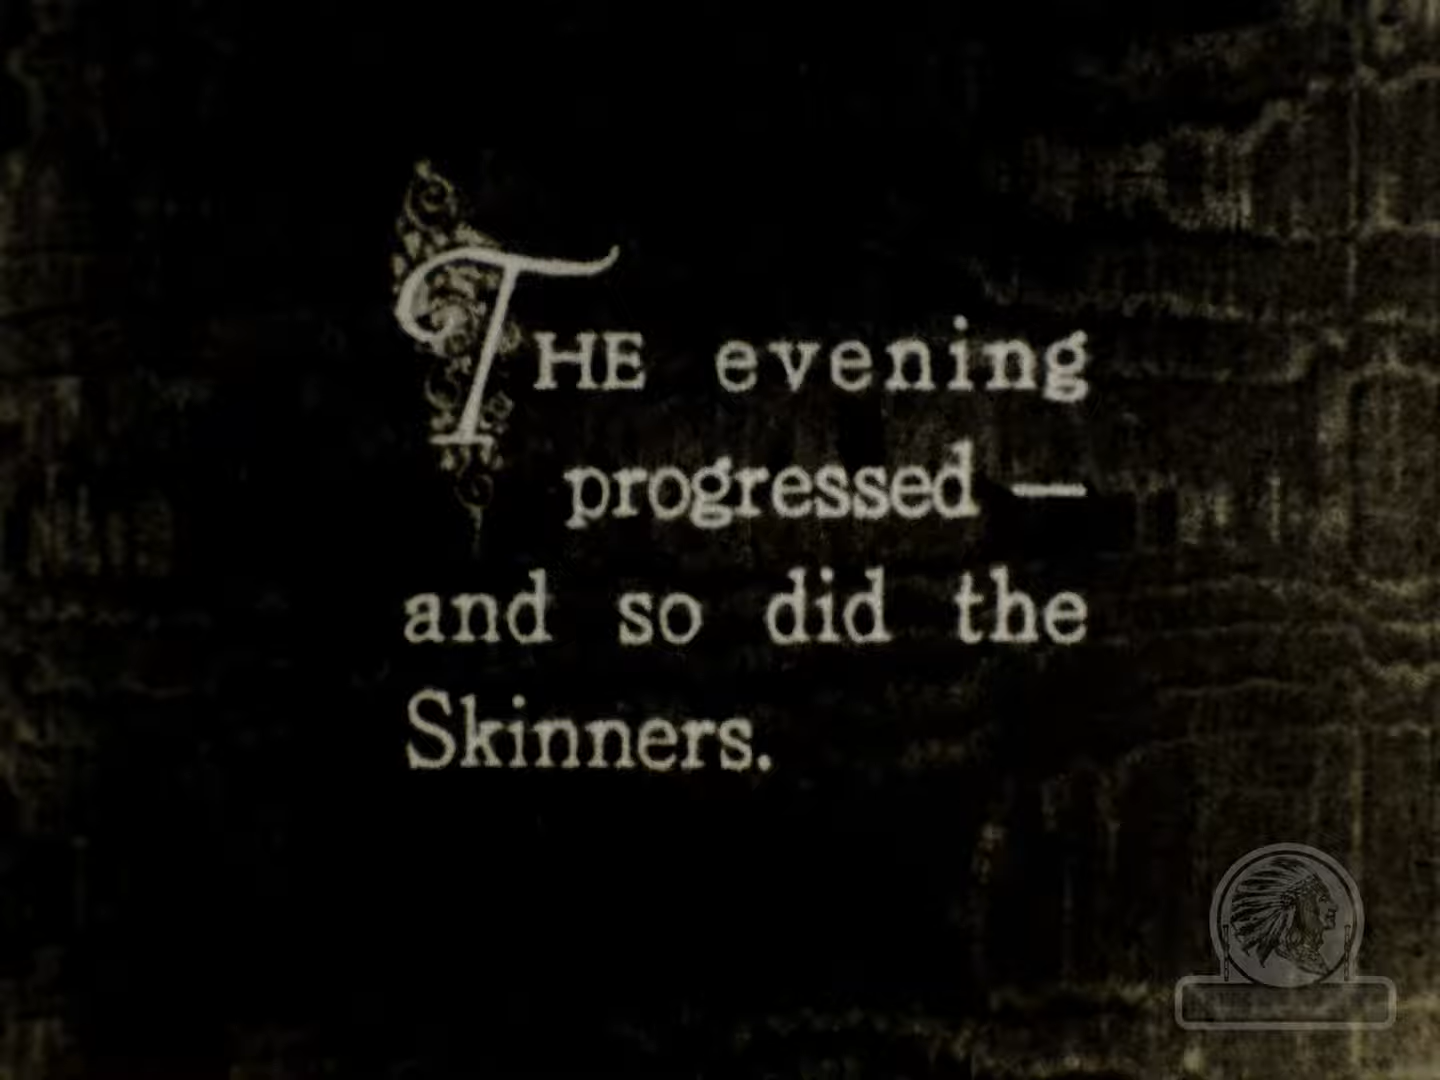 THE evening
progressed —
and so did the
Skinners.